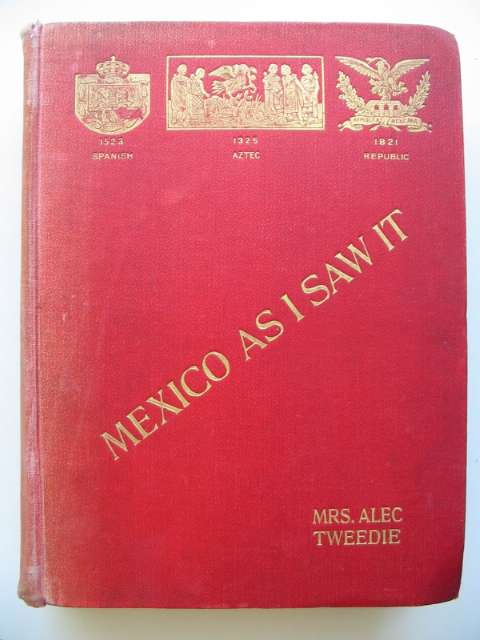 1523
SPANISH
1325
AZTEC
1821
REPUBLIC
MEXICO AS I SAW IT
MRS. ALEC
TWEEDIE